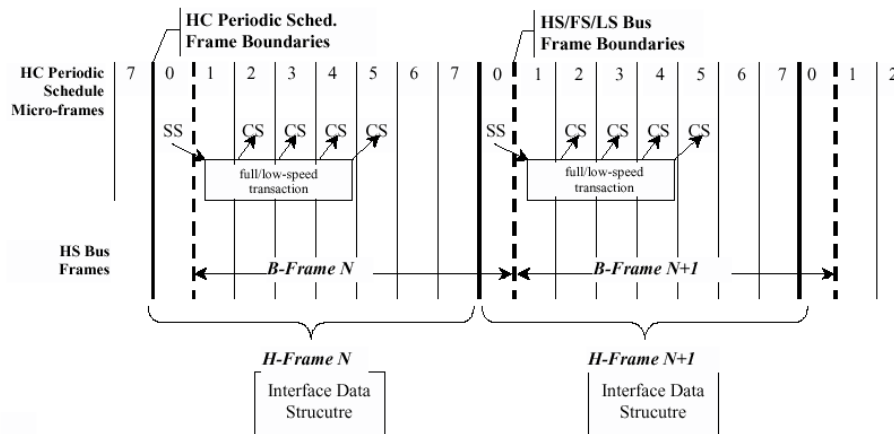 HC Periodic Sched.
Frame Boundaries
HS/FS/LS Bus
Frame Boundaries
HC Periodic
Schedule
Micro-frames
7 0 1 2 3 4 5 6 7 0 1 2 3 4 5 6 7 0 1 2
SS CS CS CS CS SS CS CS CS CS
full/low-speed
transaction
full/low-speed
transaction
HS Bus
Frames
B-Frame N
B-Frame N+1
H-Frame N
H-Frame N+1
Interface Data
Strucutre
Interface Data
Strucutre